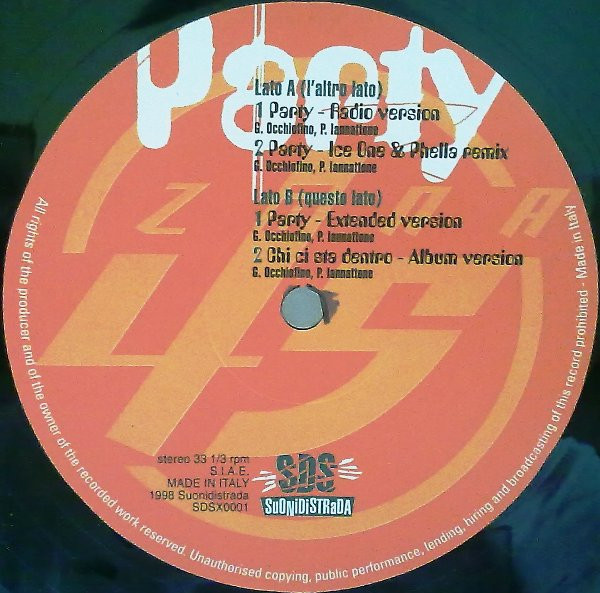 Party
Lato A (l'altro lato)
1 Party - Radio version
G. Occhiofino, P. Iannattone
2 Party - Ice One & Phella remix
G. Occhiofino, P. Iannattone
Lato B (questo lato)
1 Party - Extended version
G. Occhiofino, P. Iannattone
2 Chi ci sta dentro - Album version
G. Occhiofino, P. Iannattone
ZONA
45
stereo 33 1/3 rpm
S.I.A.E.
MADE IN ITALY
1998 Suonidistrada
SDSX0001
SDS
SuONiDiSTRaDA
All rights of the producer and of the owner of the recorded work reserved. Unauthorised copying, public performance, lending, hiring and broadcasting of this record prohibited - Made in Italy